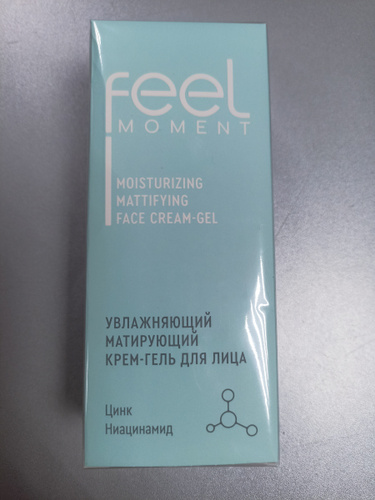 feel
MOMENT
MOISTURIZING
MATTIFYING
FACE CREAM-GEL
УВЛАЖНЯЮЩИЙ
МАТИРУЮЩИЙ
КРЕМ-ГЕЛЬ ДЛЯ ЛИЦА
Цинк
Ниацинамид